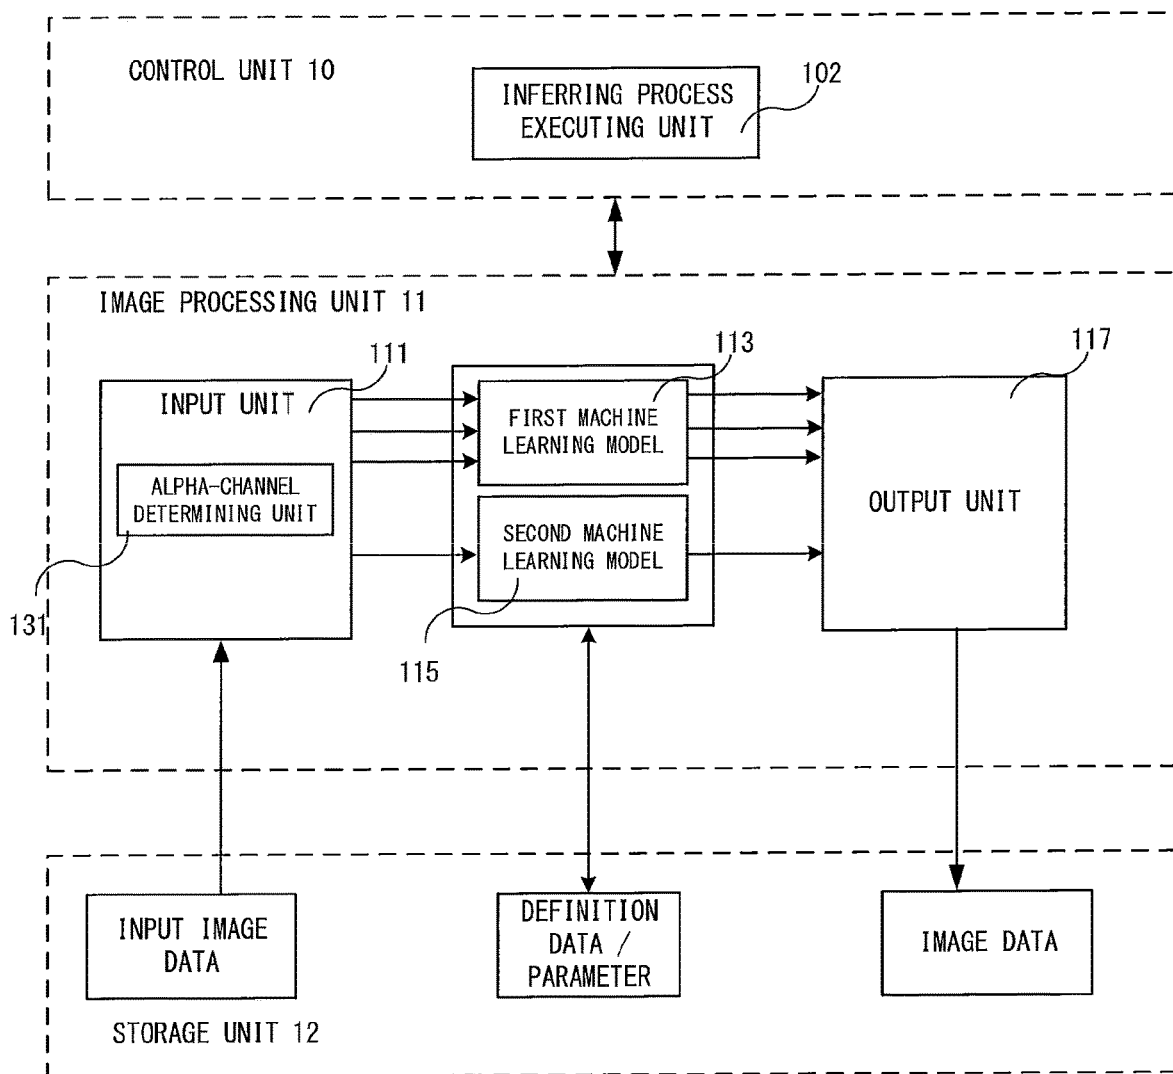 CONTROL UNIT 10
INFERRING PROCESS
EXECUTING UNIT
102
IMAGE PROCESSING UNIT 11
111
INPUT UNIT
ALPHA-CHANNEL
DETERMINING UNIT
131
113
FIRST MACHINE
LEARNING MODEL
SECOND MACHINE
LEARNING MODEL
115
117
OUTPUT UNIT
INPUT IMAGE
DATA
DEFINITION
DATA /
PARAMETER
IMAGE DATA
STORAGE UNIT 12